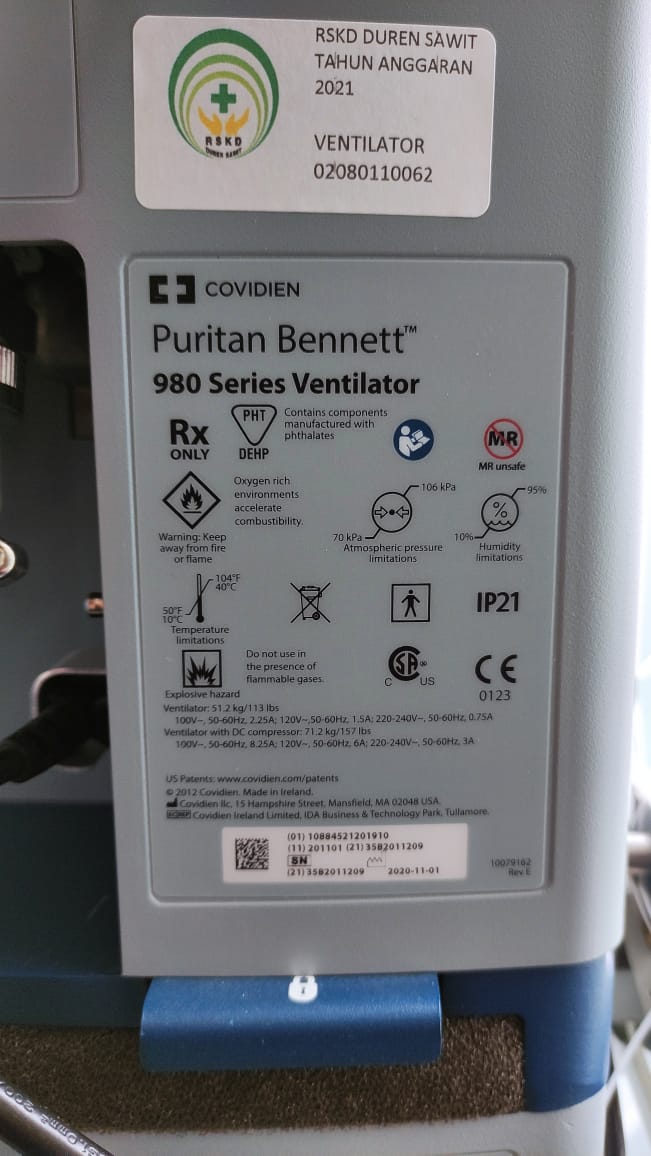 RSKD DUREN SAWIT
TAHUN ANGGARAN
2021
VENTILATOR
02080110062
RSKD
DUREN SAWIT
COVIDIEN
Puritan Bennett™
980 Series Ventilator
Rx
ONLY
PHT
DEHP
Contains components
manufactured with
phthalates
MR
MR unsafe
Oxygen rich
environments
accelerate
combustibility.
Warning: Keep
away from fire
or flame
106 kPa
70 kPa
Atmospheric pressure
limitations
95%
%
10%
Humidity
limitations
104°F
40°C
50°F
10°C
Temperature
limitations
IP21
Do not use in
the presence of
flammable gases.
Explosive hazard
C SA ® US
CE
0123
Ventilator: 51.2 kg/113 lbs
100V~, 50-60Hz, 2.25A; 120V~,50-60Hz, 1.5A; 220-240V~, 50-60Hz, 0.75A
Ventilator with DC compressor: 71.2 kg/157 lbs
100V~, 50-60Hz, 8.25A; 120V~, 50-60Hz, 6A; 220-240V~, 50-60Hz, 3A
US Patents: www.covidien.com/patents
© 2012 Covidien. Made in Ireland.
Covidien llc, 15 Hampshire Street, Mansfield, MA 02048 USA.
EC REP Covidien Ireland Limited, IDA Business & Technology Park, Tullamore.
(01) 10884521201910
(11) 201101 (21) 35B2011209
SN
(21) 35B2011209 2020-11-01
10079162
Rev. E